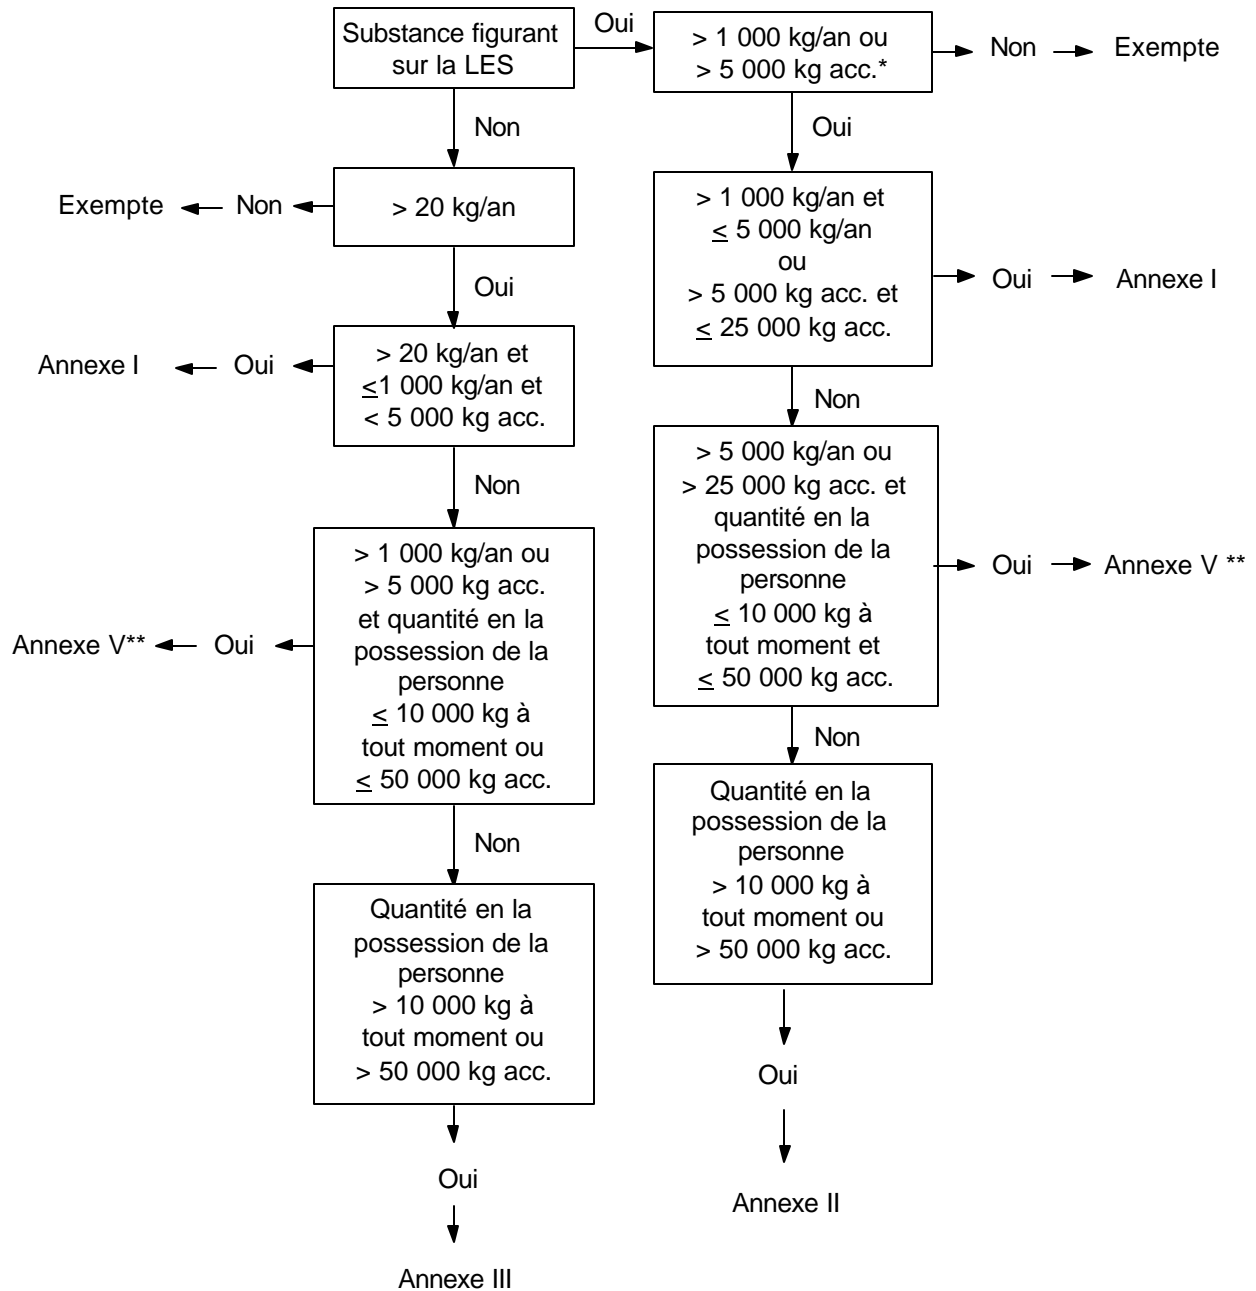 Substance figurant
sur la LES
Oui
> 1 000 kg/an ou
> 5 000 kg acc.*
Non
Exempte
Non
Oui
> 20 kg/an
Non
Exempte
> 1 000 kg/an et
≤ 5 000 kg/an
ou
> 5 000 kg acc. et
≤ 25 000 kg acc.
Oui
Annexe I
Oui
> 20 kg/an et
≤1 000 kg/an et
< 5 000 kg acc.
Oui
Annexe I
Non
Non
> 5 000 kg/an ou
> 25 000 kg acc. et
quantité en la
possession de la
personne
≤ 10 000 kg à
tout moment et
≤ 50 000 kg acc.
Oui
Annexe V **
> 1 000 kg/an ou
> 5 000 kg acc.
et quantité en la
possession de la
personne
≤ 10 000 kg à
tout moment ou
≤ 50 000 kg acc.
Oui
Annexe V**
Non
Non
Quantité en la
possession de la
personne
> 10 000 kg à
tout moment ou
> 50 000 kg acc.
Quantité en la
possession de la
personne
> 10 000 kg à
tout moment ou
> 50 000 kg acc.
Oui
Annexe II
Oui
Annexe III